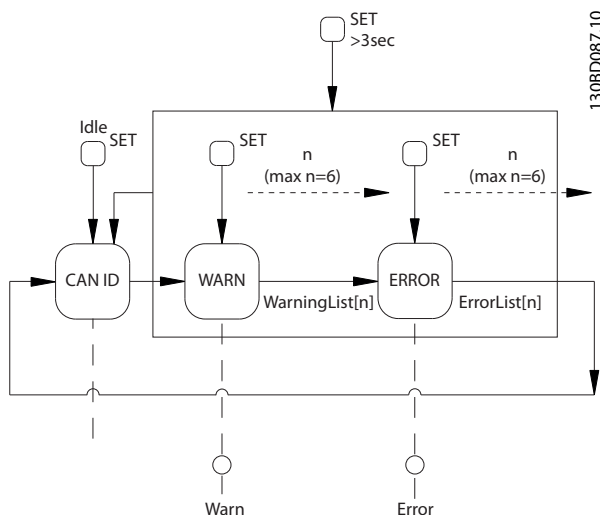 SET
>3sec
130BD087.10
Idle
SET
SET
n
(max n=6)
SET
n
(max n=6)
CAN ID
WARN
WarningList[n]
ERROR
ErrorList[n]
Warn
Error